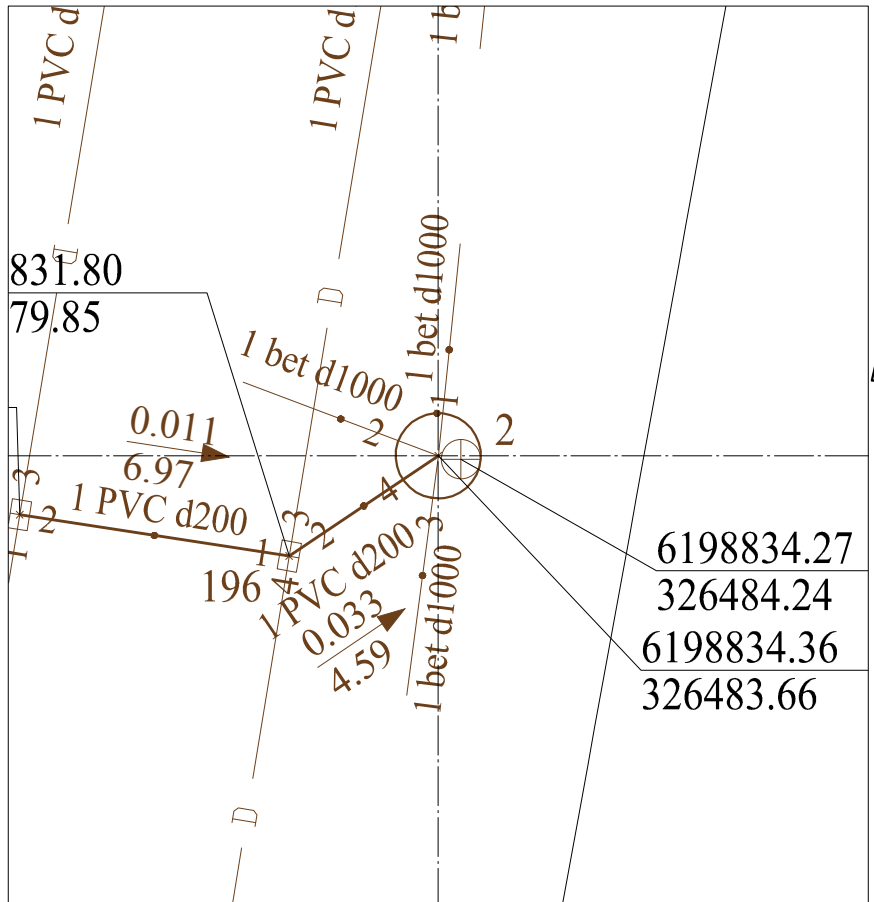 1 PVC d
1 PVC d
1 b
D
831.80
79.85
D
1 bet d1000
1 bet d1000
1
2
2
0.011
6.97
3
1 PVC d200
2
1
4
3
2
1
196
4
3
1 PVC d200
0.033
4.59
1 bet d1000
6198834.27
326484.24
6198834.36
326483.66
D